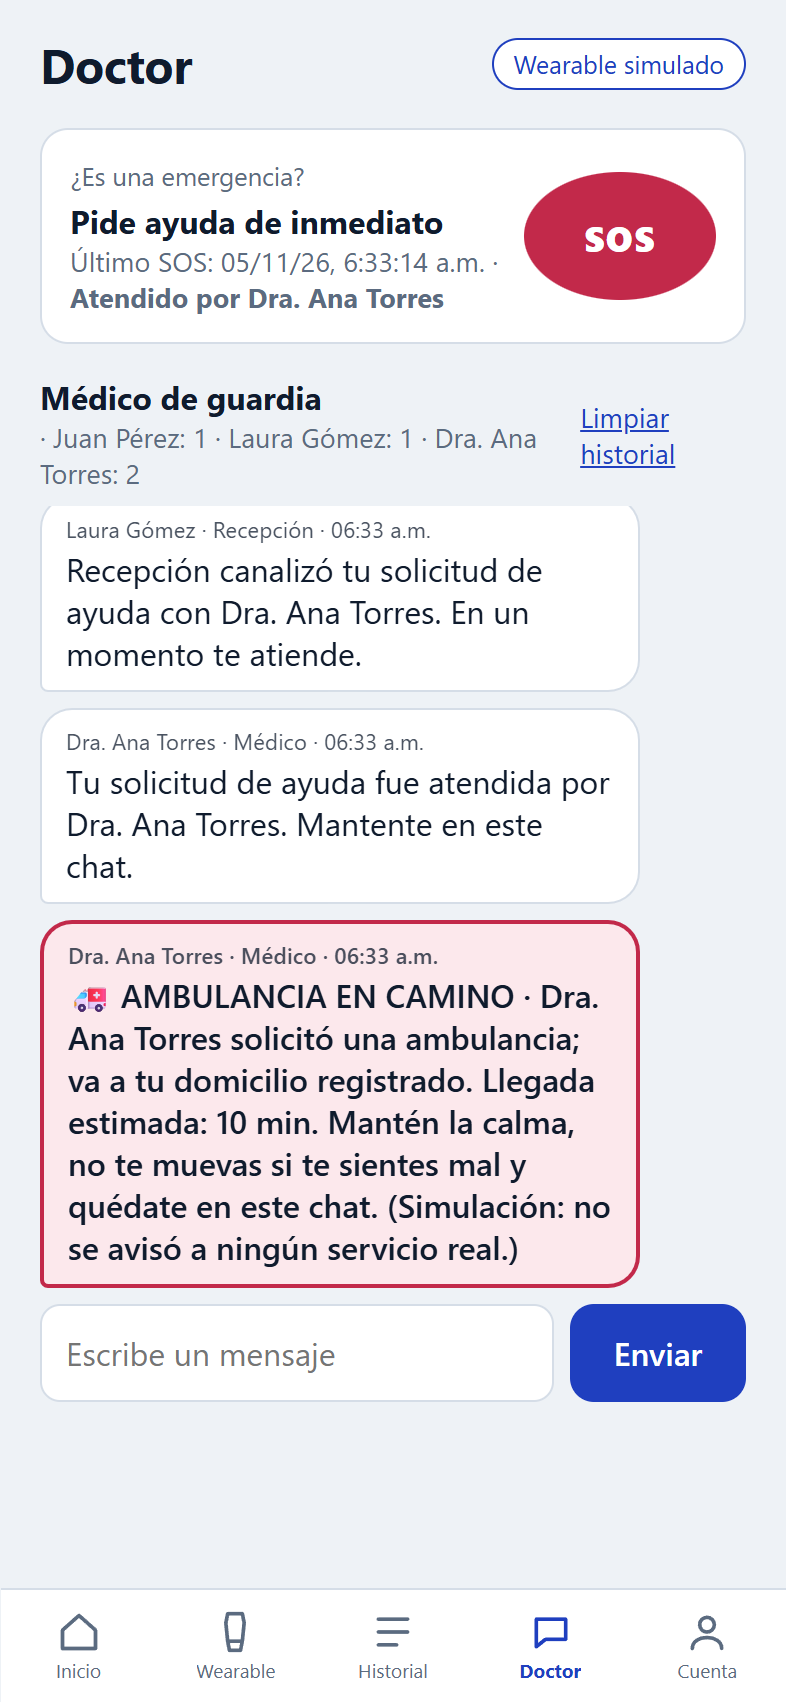 Doctor
Wearable simulado
¿Es una emergencia?
Pide ayuda de inmediato
Último SOS: 05/11/26, 6:33:14 a.m. ·
Atendido por Dra. Ana Torres
SOS
Médico de guardia
· Juan Pérez: 1 · Laura Gómez: 1 · Dra. Ana
Torres: 2
Limpiar
historial
Laura Gómez · Recepción · 06:33 a.m.
Recepción canalizó tu solicitud de
ayuda con Dra. Ana Torres. En un
momento te atiende.
Dra. Ana Torres · Médico · 06:33 a.m.
Tu solicitud de ayuda fue atendida por
Dra. Ana Torres. Mantente en este
chat.
Dra. Ana Torres · Médico · 06:33 a.m.
🚑 AMBULANCIA EN CAMINO · Dra.
Ana Torres solicitó una ambulancia;
va a tu domicilio registrado. Llegada
estimada: 10 min. Mantén la calma,
no te muevas si te sientes mal y
quédate en este chat. (Simulación: no
se avisó a ningún servicio real.)
Escribe un mensaje
Enviar
Inicio
Wearable
Historial
Doctor
Cuenta